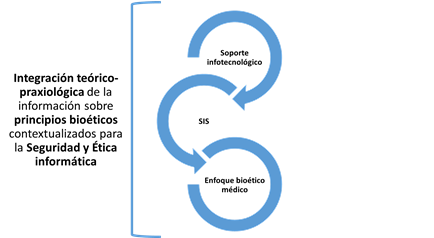 Integración teórico-
praxiológica de la
información sobre
principios bioéticos
contextualizados para
la Seguridad y Ética
informática
Soporte
infotecnológico
SIS
Enfoque bioético
médico